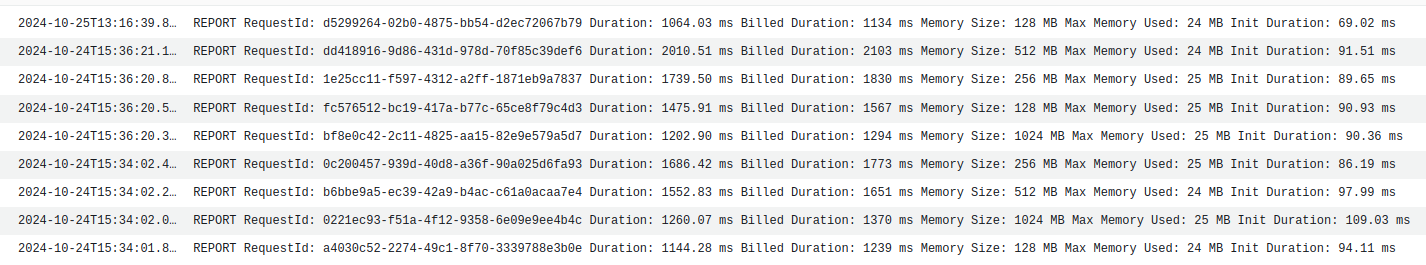 2024-10-25T13:16:39.8… REPORT RequestId: d5299264-02b0-4875-bb54-d2ec72067b79 Duration: 1064.03 ms Billed Duration: 1134 ms Memory Size: 128 MB Max Memory Used: 24 MB Init Duration: 69.02 ms
2024-10-24T15:36:21.1… REPORT RequestId: dd418916-9d86-431d-978d-70f85c39def6 Duration: 2010.51 ms Billed Duration: 2103 ms Memory Size: 512 MB Max Memory Used: 24 MB Init Duration: 91.51 ms
2024-10-24T15:36:20.8… REPORT RequestId: 1e25cc11-f597-4312-a2ff-1871eb9a7837 Duration: 1739.50 ms Billed Duration: 1830 ms Memory Size: 256 MB Max Memory Used: 25 MB Init Duration: 89.65 ms
2024-10-24T15:36:20.5… REPORT RequestId: fc576512-bc19-417a-b77c-65ce8f79c4d3 Duration: 1475.91 ms Billed Duration: 1567 ms Memory Size: 128 MB Max Memory Used: 25 MB Init Duration: 90.93 ms
2024-10-24T15:36:20.3… REPORT RequestId: bf8e0c42-2c11-4825-aa15-82e9e579a5d7 Duration: 1202.90 ms Billed Duration: 1294 ms Memory Size: 1024 MB Max Memory Used: 25 MB Init Duration: 90.36 ms
2024-10-24T15:34:02.4… REPORT RequestId: 0c200457-939d-40d8-a36f-90a025d6fa93 Duration: 1686.42 ms Billed Duration: 1773 ms Memory Size: 256 MB Max Memory Used: 25 MB Init Duration: 86.19 ms
2024-10-24T15:34:02.2… REPORT RequestId: b6bbe9a5-ec39-42a9-b4ac-c61a0acaa7e4 Duration: 1552.83 ms Billed Duration: 1651 ms Memory Size: 512 MB Max Memory Used: 24 MB Init Duration: 97.99 ms
2024-10-24T15:34:02.0… REPORT RequestId: 0221ec93-f51a-4f12-9358-6e09e9ee4b4c Duration: 1260.07 ms Billed Duration: 1370 ms Memory Size: 1024 MB Max Memory Used: 25 MB Init Duration: 109.03 ms
2024-10-24T15:34:01.8… REPORT RequestId: a4030c52-2274-49c1-8f70-3339788e3b0e Duration: 1144.28 ms Billed Duration: 1239 ms Memory Size: 128 MB Max Memory Used: 24 MB Init Duration: 94.11 ms